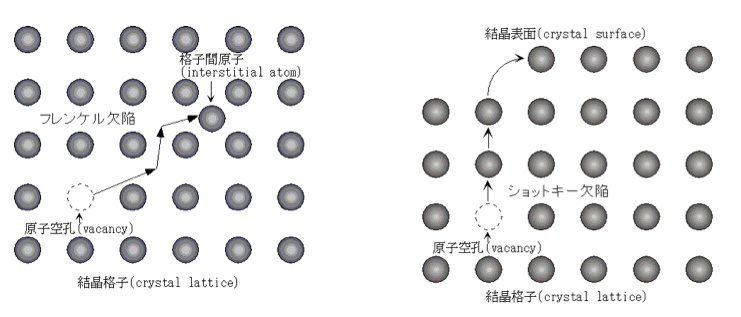 格子間原子
(interstitial atom)
フレンケル欠陥
原子空孔(vacancy)
結晶格子(crystal lattice)
結晶表面(crystal surface)
ショットキー欠陥
原子空孔(vacancy)
結晶格子(crystal lattice)